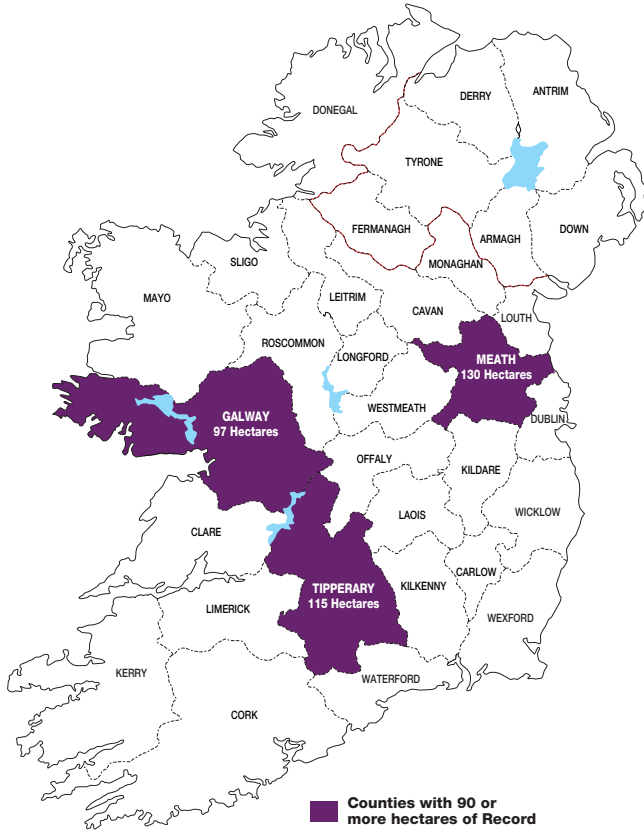 DERRY
ANTRIM
DONEGAL
TYRONE
FERMANAGH
ARMAGH
DOWN
MONAGHAN
SLIGO
LEITRIM
MAYO
CAVAN
LOUTH
ROSCOMMON
LONGFORD
MEATH
130 Hectares
GALWAY
97 Hectares
WESTMEATH
DUBLIN
OFFALY
KILDARE
LAOIS
WICKLOW
CLARE
CARLOW
TIPPERARY
115 Hectares
KILKENNY
LIMERICK
WEXFORD
KERRY
WATERFORD
CORK
Counties with 90 or
more hectares of Record